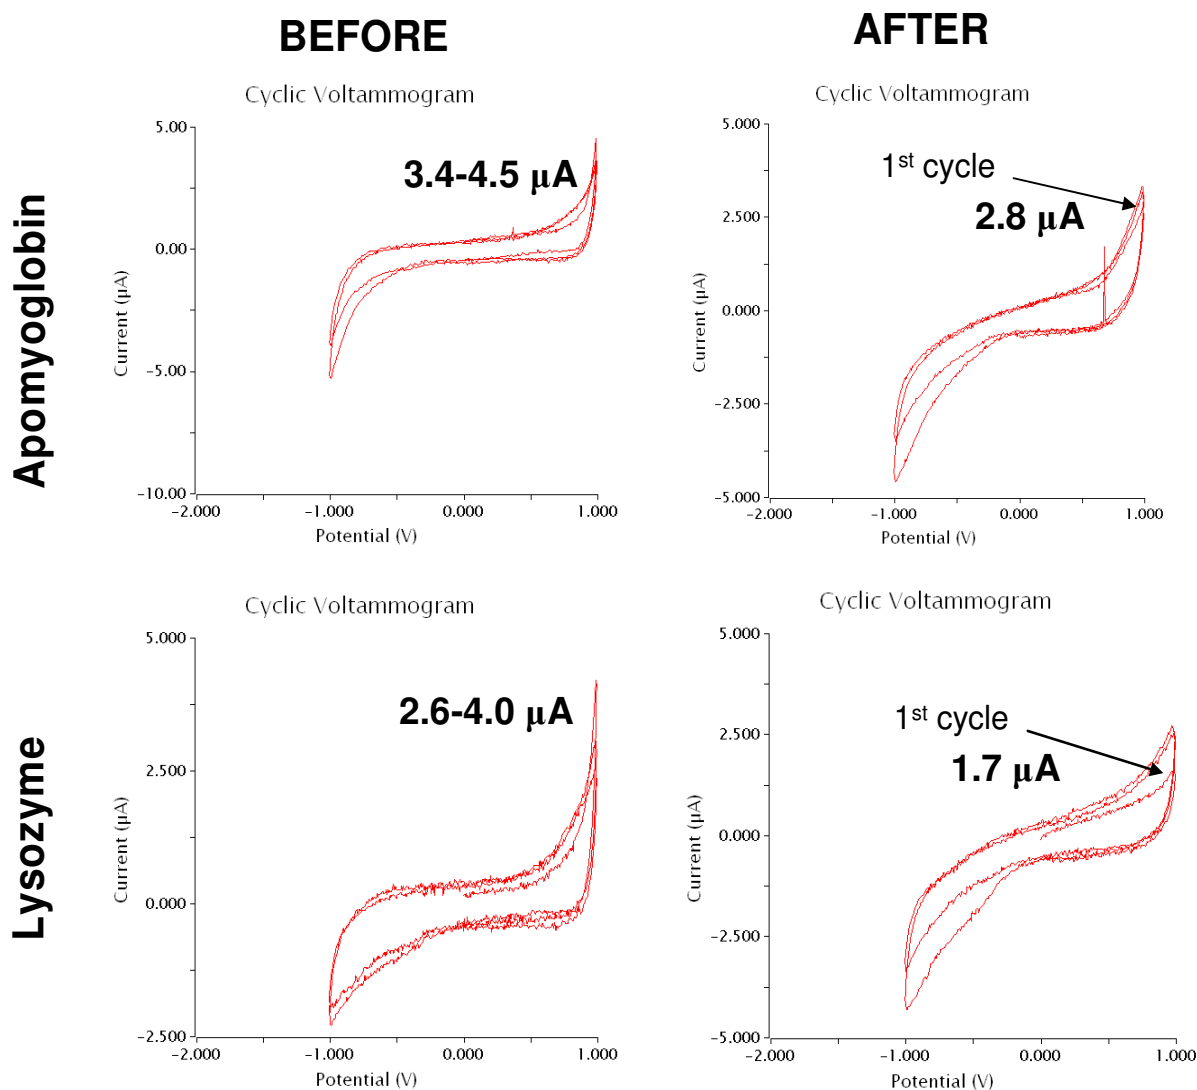 BEFORE
AFTER
Apomyoglobin
Cyclic Voltammogram
5.00
0.00
−5.00
−10.00
Current (µA)
3.4-4.5 µA
−2.000
−1.000
0.000
1.000
Potential (V)
Cyclic Voltammogram
5.000
2.500
0.000
−2.500
−5.000
Current (µA)
1st cycle
2.8 µA
−2.000
−1.000
0.000
1.000
Potential (V)
Lysozyme
Cyclic Voltammogram
5.000
2.500
0.000
−2.500
Current (µA)
2.6-4.0 µA
−2.000
−1.000
0.000
1.000
Potential (V)
Cyclic Voltammogram
5.000
2.500
0.000
−2.500
−5.000
Current (µA)
1st cycle
1.7 µA
−2.000
−1.000
0.000
1.000
Potential (V)